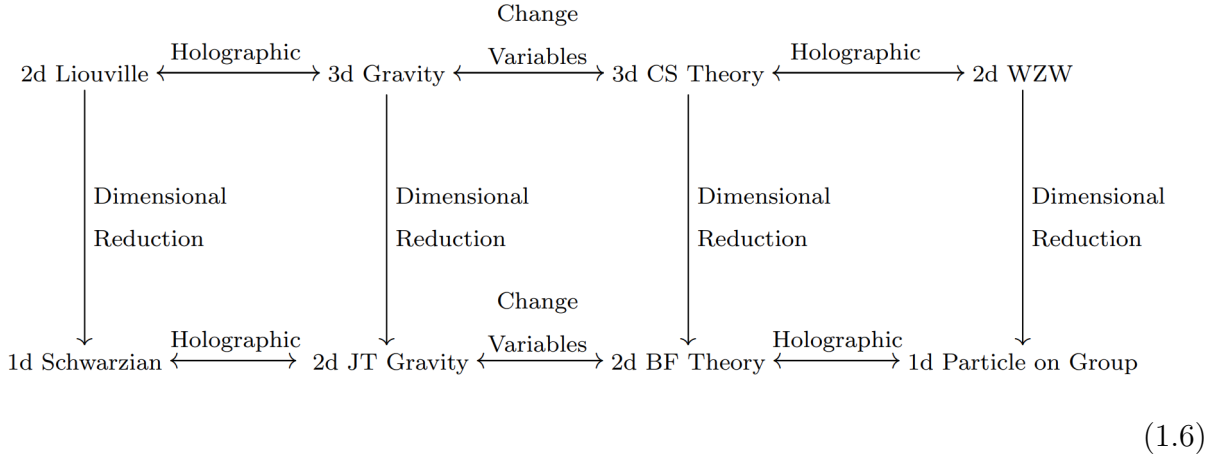 Change
Holographic Variables Holographic
2d Liouville 3d Gravity 3d CS Theory 2d WZW
Dimensional Dimensional Dimensional Dimensional
Reduction Reduction Reduction Reduction
Change
Holographic Variables Holographic
1d Schwarzian 2d JT Gravity 2d BF Theory 1d Particle on Group
(1.6)